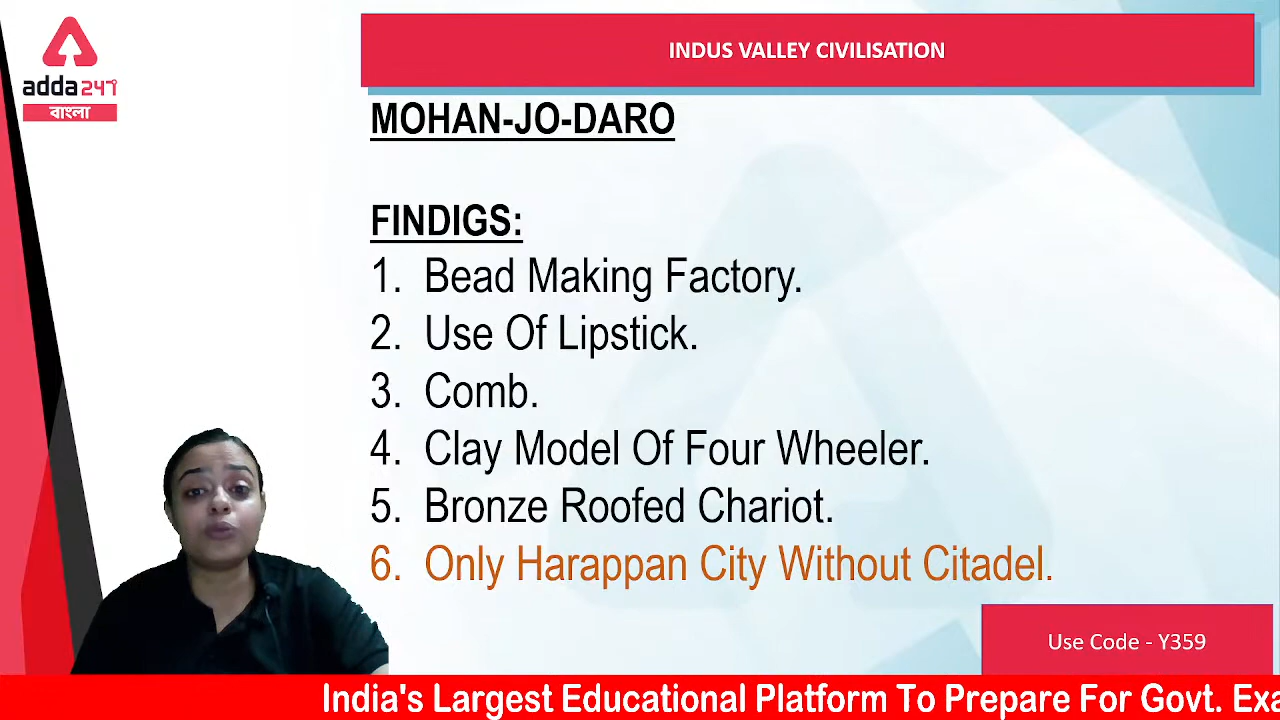 adda247
বাংলা
INDUS VALLEY CIVILISATION
MOHAN-JO-DARO
FINDIGS:
1. Bead Making Factory.
2. Use Of Lipstick.
3. Comb.
4. Clay Model Of Four Wheeler.
5. Bronze Roofed Chariot.
6. Only Harappan City Without Citadel.
Use Code - Y359
India's Largest Educational Platform To Prepare For Govt. Exa